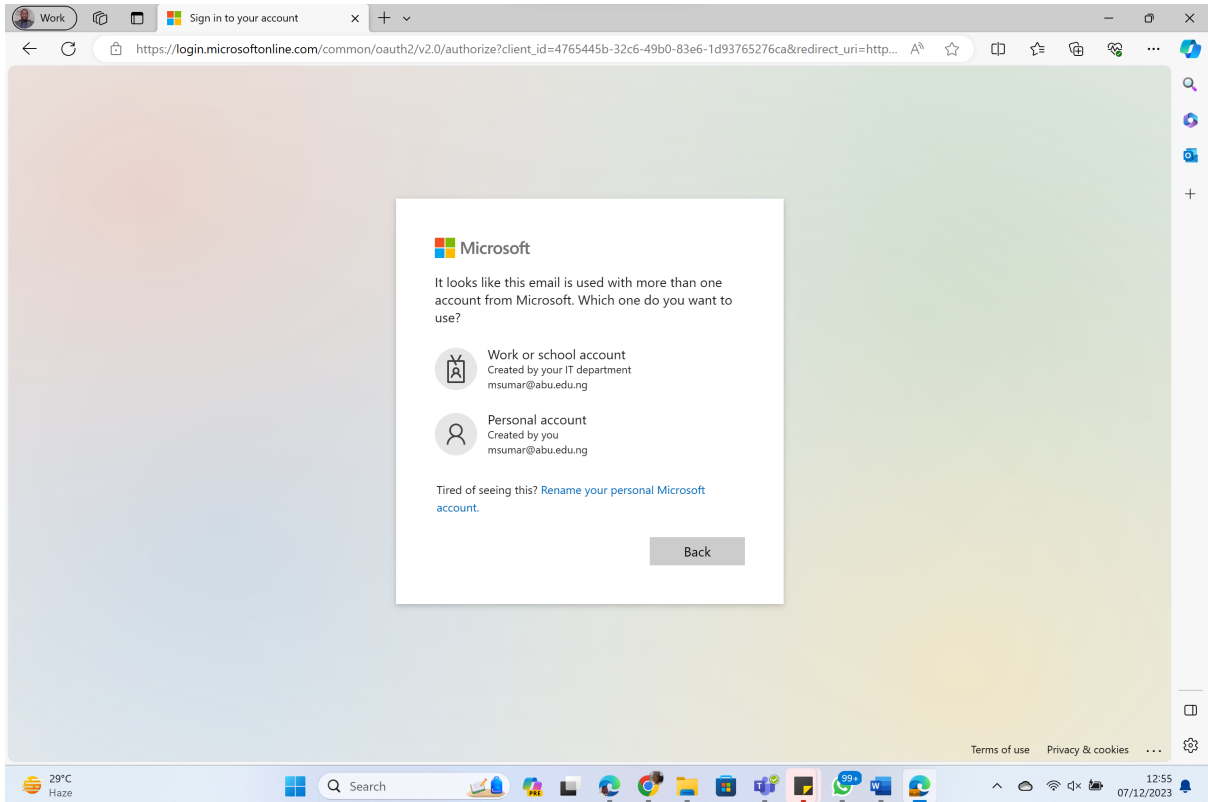 Work
Sign in to your account
https://login.microsoftonline.com/common/oauth2/v2.0/authorize?client_id=4765445b-32c6-49b0-83e6-1d93765276ca&redirect_uri=http...
Microsoft
It looks like this email is used with more than one
account from Microsoft. Which one do you want to
use?
Work or school account
Created by your IT department
msumar@abu.edu.ng
Personal account
Created by you
msumar@abu.edu.ng
Tired of seeing this? Rename your personal Microsoft
account.
Back
Terms of use Privacy & cookies ...
29°C
Haze
Search
PRE
99+
12:55
07/12/2023